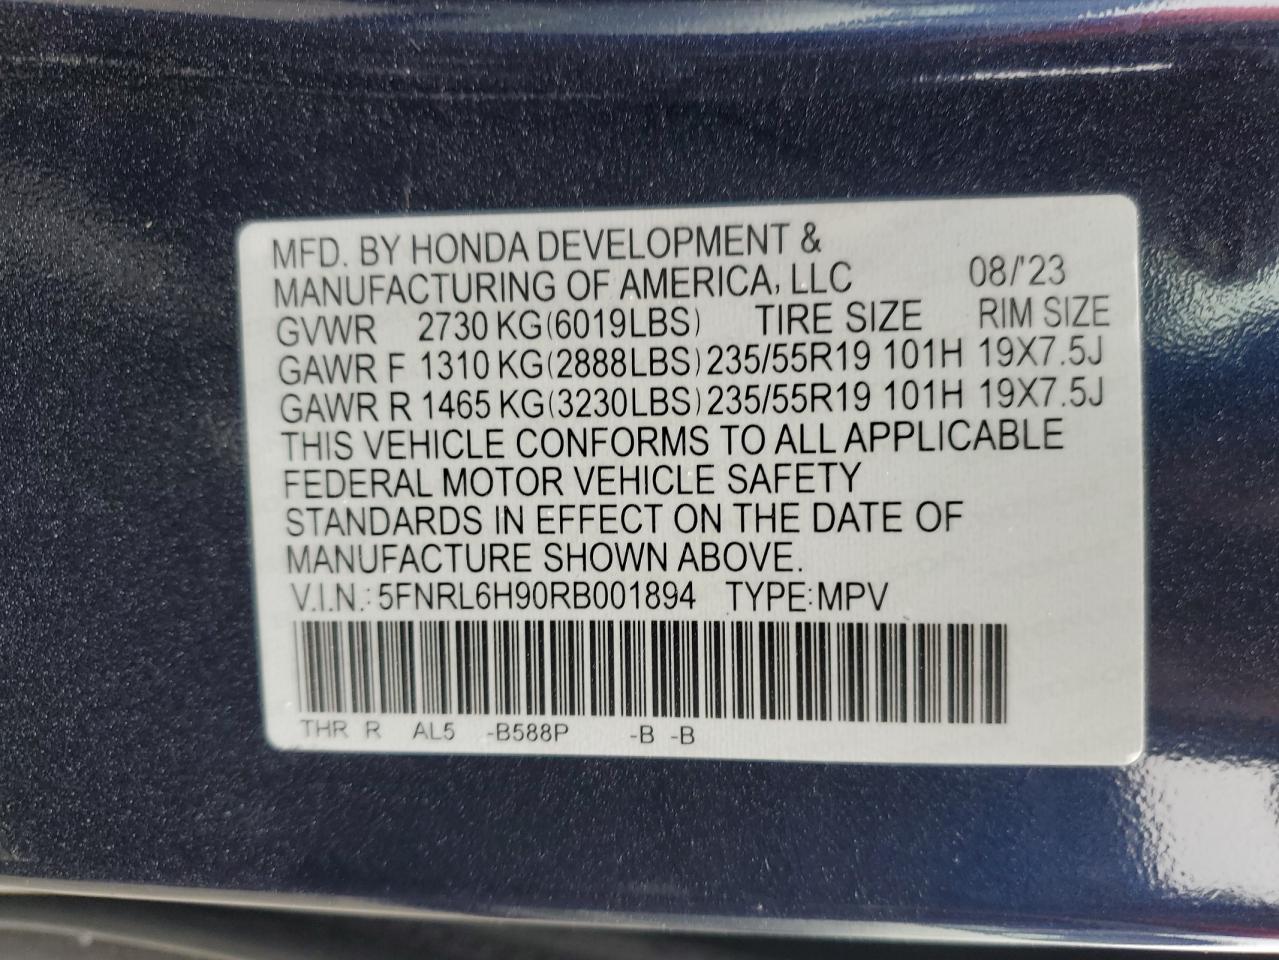 MFD. BY HONDA DEVELOPMENT &
MANUFACTURING OF AMERICA, LLC 08/'23
GVWR 2730 KG(6019LBS) TIRE SIZE RIM SIZE
GAWR F 1310 KG(2888LBS) 235/55R19 101H 19X7.5J
GAWR R 1465 KG(3230LBS) 235/55R19 101H 19X7.5J
THIS VEHICLE CONFORMS TO ALL APPLICABLE
FEDERAL MOTOR VEHICLE SAFETY
STANDARDS IN EFFECT ON THE DATE OF
MANUFACTURE SHOWN ABOVE.
V.I.N.: 5FNRL6H90RB001894 TYPE:MPV
THR R AL5 -B588P -B -B